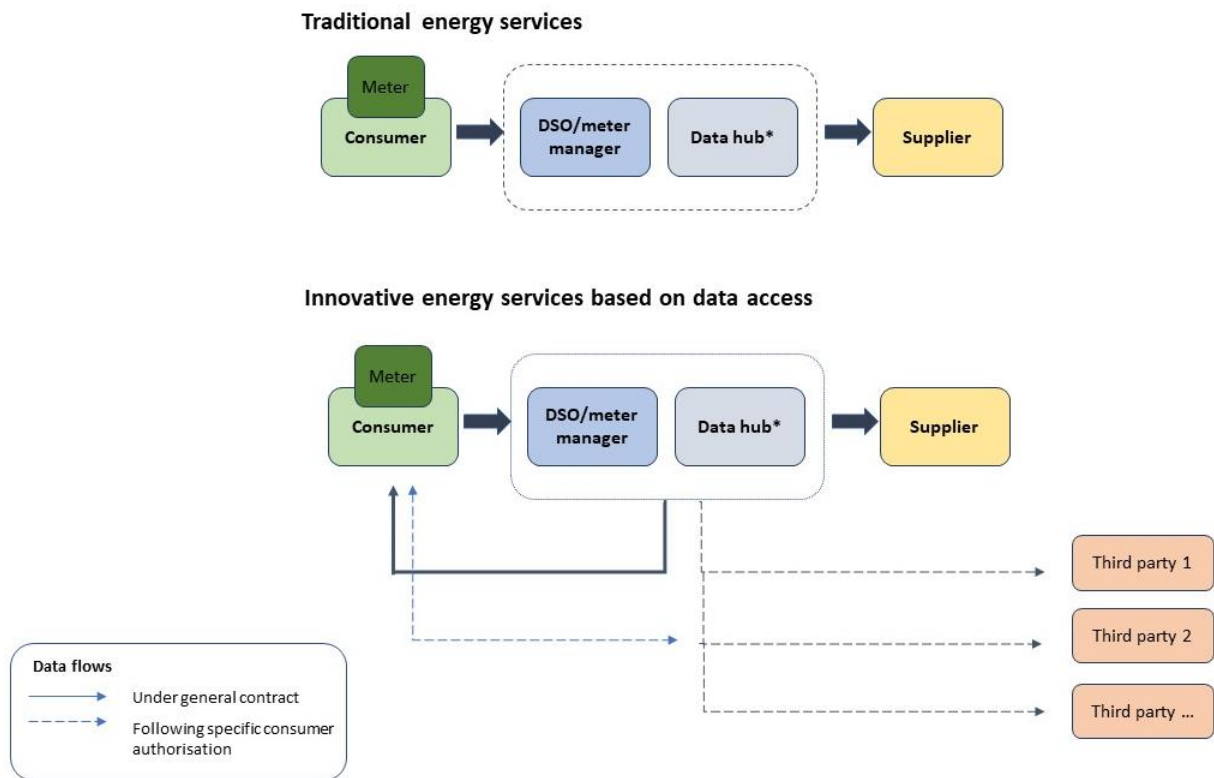 Traditional energy services
Meter
Consumer
DSO/meter
manager
Data hub*
Supplier
Innovative energy services based on data access
Meter
Consumer
DSO/meter
manager
Data hub*
Supplier
Third party 1
Third party 2
Third party ...
Data flows
Under general contract
Following specific consumer
authorisation